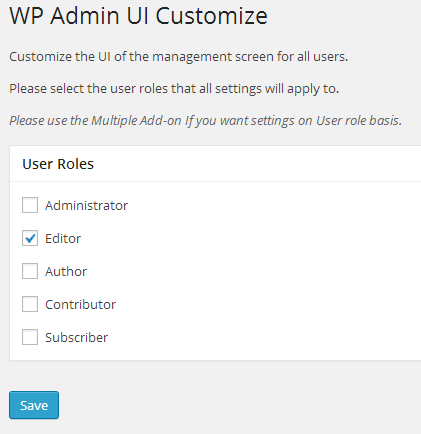 WP Admin UI Customize
Customize the UI of the management screen for all users.
Please select the user roles that all settings will apply to.
Please use the Multiple Add-on If you want settings on User role basis.
User Roles
Administrator
Editor
Author
Contributor
Subscriber
Save